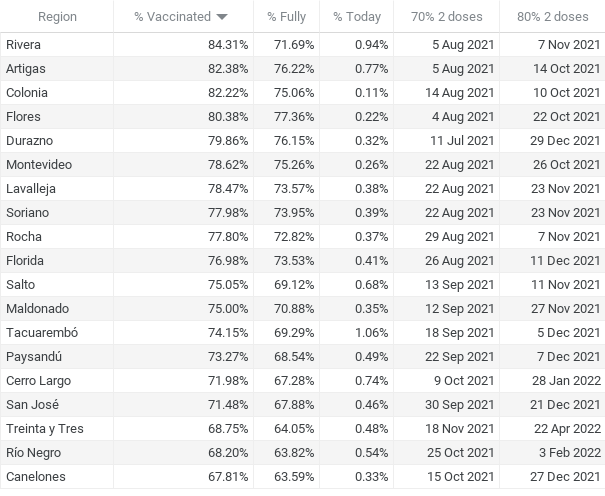 Region % Vaccinated % Fully % Today 70% 2 doses 80% 2 doses
Rivera 84.31% 71.69% 0.94% 5 Aug 2021 7 Nov 2021
Artigas 82.38% 76.22% 0.77% 5 Aug 2021 14 Oct 2021
Colonia 82.22% 75.06% 0.11% 14 Aug 2021 10 Oct 2021
Flores 80.38% 77.36% 0.22% 4 Aug 2021 22 Oct 2021
Durazno 79.86% 76.15% 0.32% 11 Jul 2021 29 Dec 2021
Montevideo 78.62% 75.26% 0.26% 22 Aug 2021 26 Oct 2021
Lavalleja 78.47% 73.57% 0.38% 22 Aug 2021 23 Nov 2021
Soriano 77.98% 73.95% 0.39% 22 Aug 2021 23 Nov 2021
Rocha 77.80% 72.82% 0.37% 29 Aug 2021 7 Nov 2021
Florida 76.98% 73.53% 0.41% 26 Aug 2021 11 Dec 2021
Salto 75.05% 69.12% 0.68% 13 Sep 2021 11 Nov 2021
Maldonado 75.00% 70.88% 0.35% 12 Sep 2021 27 Nov 2021
Tacuarembó 74.15% 69.29% 1.06% 18 Sep 2021 5 Dec 2021
Paysandú 73.27% 68.54% 0.49% 22 Sep 2021 7 Dec 2021
Cerro Largo 71.98% 67.28% 0.74% 9 Oct 2021 28 Jan 2022
San José 71.48% 67.88% 0.46% 30 Sep 2021 21 Dec 2021
Treinta y Tres 68.75% 64.05% 0.48% 18 Nov 2021 22 Apr 2022
Río Negro 68.20% 63.82% 0.54% 25 Oct 2021 3 Feb 2022
Canelones 67.81% 63.59% 0.33% 15 Oct 2021 27 Dec 2021